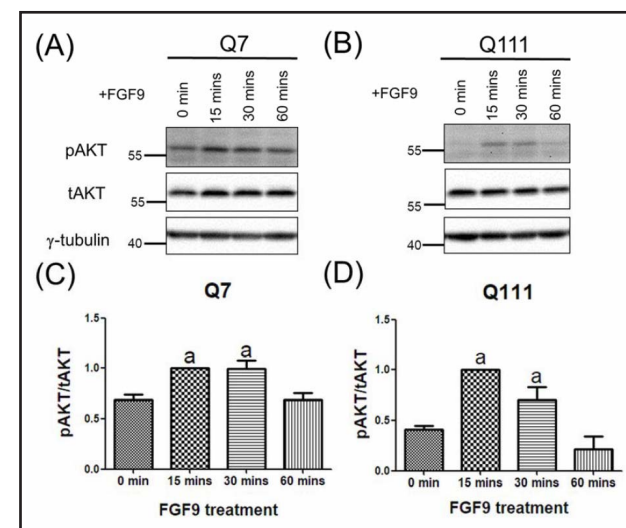 (A)
Q7
+FGF9
0 min
15 mins
30 mins
60 mins
pAKT
55
tAKT
55
γ-tubulin
40
(B)
Q111
+FGF9
0 min
15 mins
30 mins
60 mins
55
55
40
(C)
Q7
pAKT/tAKT
1.5
1.0
0.5
0.0
a
a
0 min
15 mins
30 mins
60 mins
FGF9 treatment
(D)
Q111
pAKT/tAKT
1.5
1.0
0.5
0.0
a
a
0 min
15 mins
30 mins
60 mins
FGF9 treatment